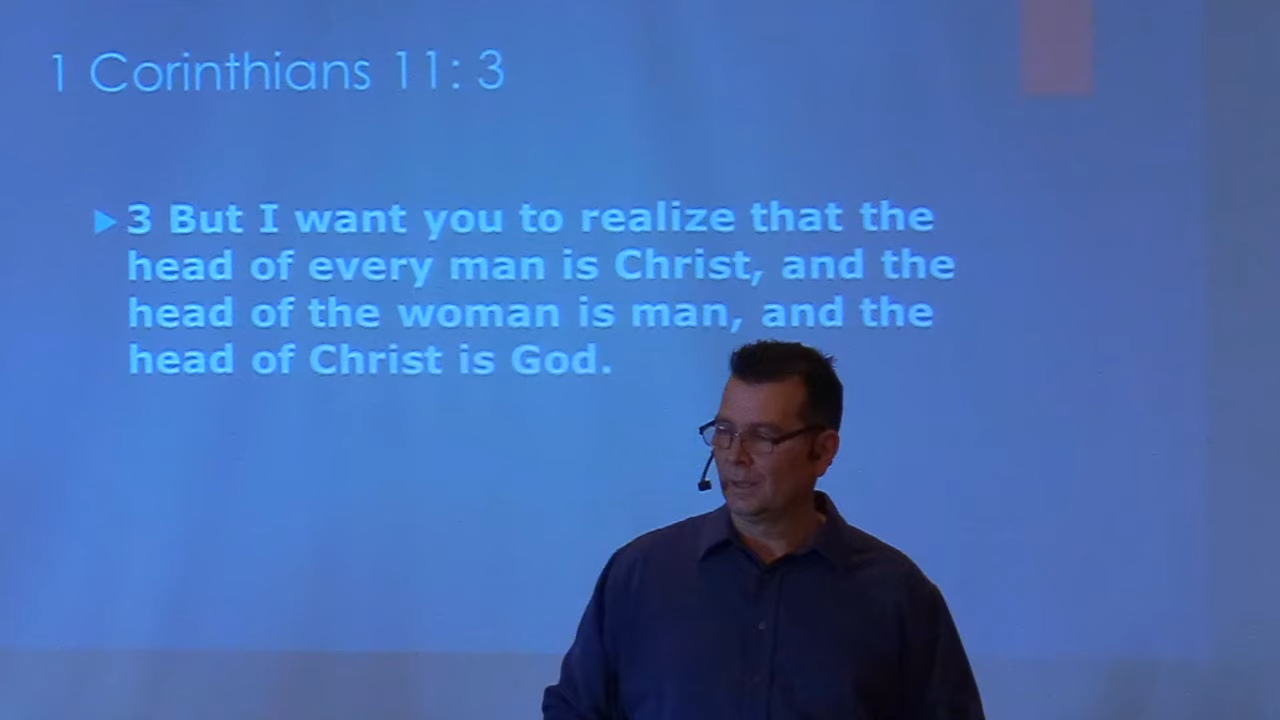 1 Corinthians 11: 3
3 But I want you to realize that the
head of every man is Christ, and the
head of the woman is man, and the
head of Christ is God.